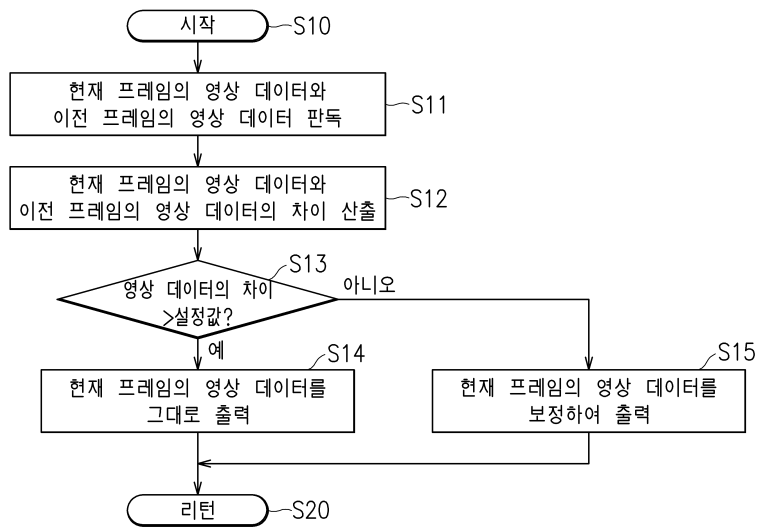 시작
S10
현재 프레임의 영상 데이터와
이전 프레임의 영상 데이터 판독
S11
현재 프레임의 영상 데이터와
이전 프레임의 영상 데이터의 차이 산출
S12
영상 데이터의 차이
>설정값?
S13
아니오
예
현재 프레임의 영상 데이터를
그대로 출력
S14
현재 프레임의 영상 데이터를
보정하여 출력
S15
리턴
S20